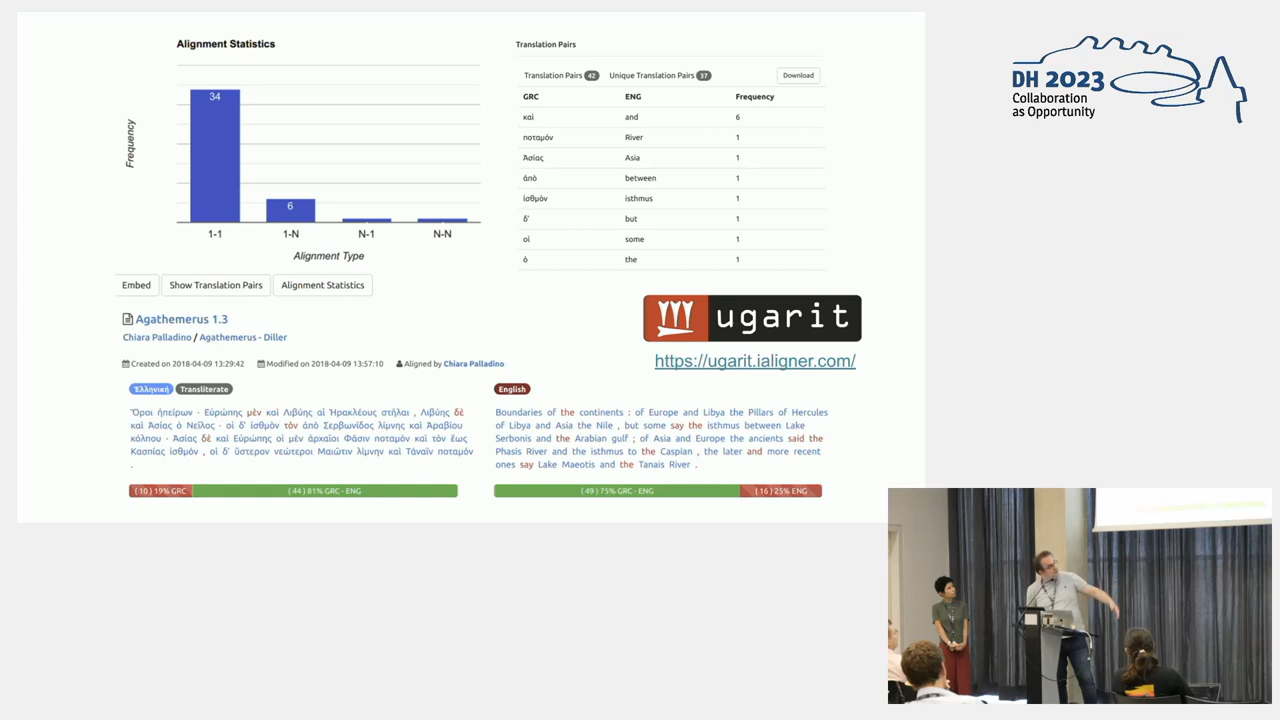 Alignment Statistics
34
6
Frequency
1-1 1-N N-1 N-N
Alignment Type
Translation Pairs
Translation Pairs 42 Unique Translation Pairs 37 Download
GRC ENG Frequency
καὶ and 6
ποταμόν River 1
Ἀσίας Asia 1
ἀπὸ between 1
ἰσθμὸν isthmus 1
δ' but 1
οἱ some 1
ὁ the 1
Embed Show Translation Pairs Alignment Statistics
Agathemerus 1.3
Chiara Palladino / Agathemerus - Diller
Created on 2018-04-09 13:29:42 Modified on 2018-04-09 13:57:10 Aligned by Chiara Palladino
ugarit
https://ugarit.ialigner.com/
Ἑλληνική Transliterate
Ὅροι ἠπείρων · Εὐρώπης μὲν καὶ Λιβύης αἱ Ἡρακλέους στῆλαι , Λιβύης δὲ
καὶ Ἀσίας ὁ Νεῖλος · οἱ δ' ἰσθμὸν τὸν ἀπὸ Σερβωνίδος λίμνης καὶ Ἀραβίου
κόλπου · Ἀσίας δὲ καὶ Εὐρώπης οἱ μὲν ἀρχαῖοι Φᾶσιν ποταμὸν καὶ τὸν ἕως
Κασπίας ἰσθμόν , οἱ δ' ὕστερον νεώτεροι Μαιῶτιν λίμνην καὶ Τάναϊν ποταμόν
.
( 10 ) 19% GRC ( 44 ) 81% GRC - ENG
English
Boundaries of the continents : of Europe and Libya the Pillars of Hercules
of Libya and Asia the Nile , but some say the isthmus between Lake
Serbonis and the Arabian gulf ; of Asia and Europe the ancients said the
Phasis River and the isthmus to the Caspian , the later and more recent
ones say Lake Maeotis and the Tanais River .
( 49 ) 75% GRC - ENG ( 16 ) 25% ENG
DH 2023
Collaboration
as Opportunity